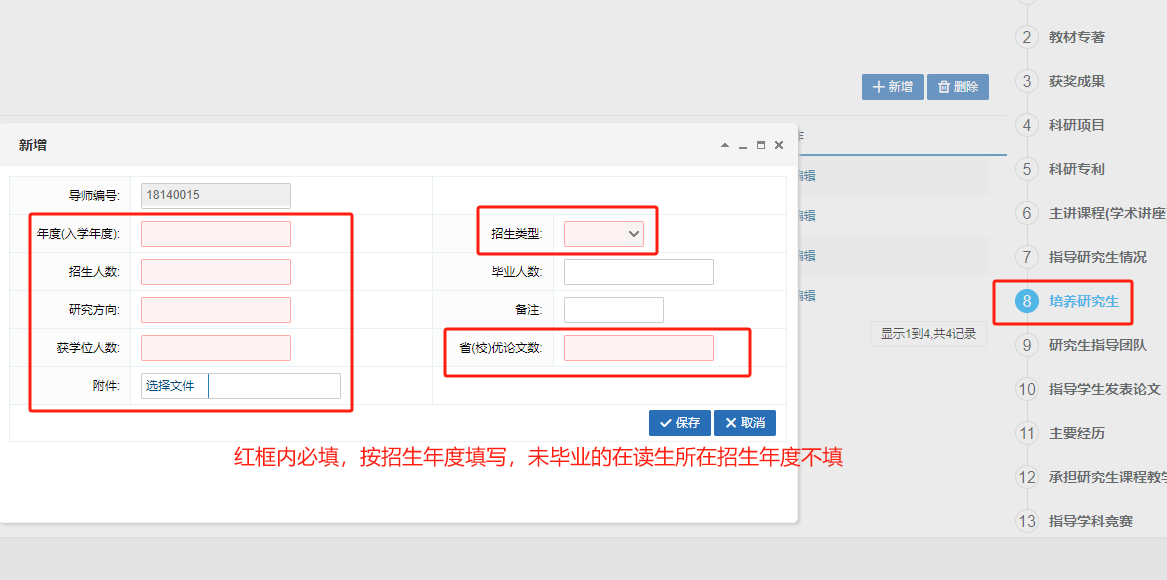 2 教材专著
新增 删除
3 获奖成果
4 科研项目
新增
5 科研专利
编辑
导师编号: 18140015
6 主讲课程(学术讲座
编辑
年度(入学年度): 招生类型:
7 指导研究生情况
编辑
招生人数: 毕业人数:
8 培养研究生
编辑
研究方向: 备注:
显示1到4,共4记录
9 研究生指导团队
获学位人数: 省(校)优论文数:
附件: 选择文件
10 指导学生发表论文
保存 取消
11 主要经历
红框内必填，按招生年度填写，未毕业的在读生所在招生年度不填
12 承担研究生课程教学
13 指导学科竞赛